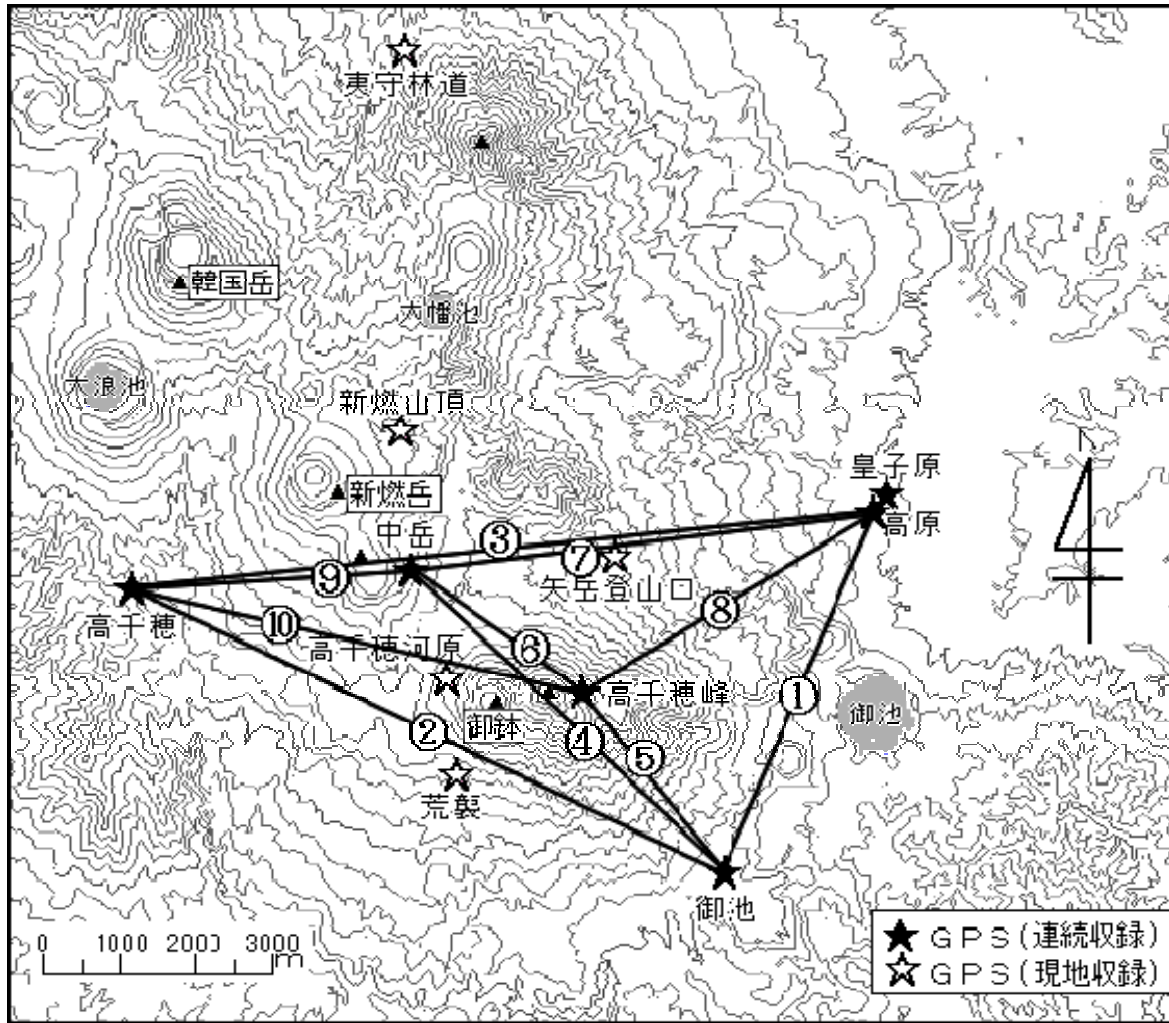 夷守林道
韓国岳
大幡池
大浪池
新燃山頂
新燃岳
皇子原
高原
中岳
③
⑦
⑨
矢岳登山口
高千穂
⑩
⑥
⑧
高千穂河原
高千穂峰
①
御鉢
御池
②
④
⑤
荒襲
御池
0 1000 2000 3000
m
★GPS(連続収録)
☆GPS(現地収録)